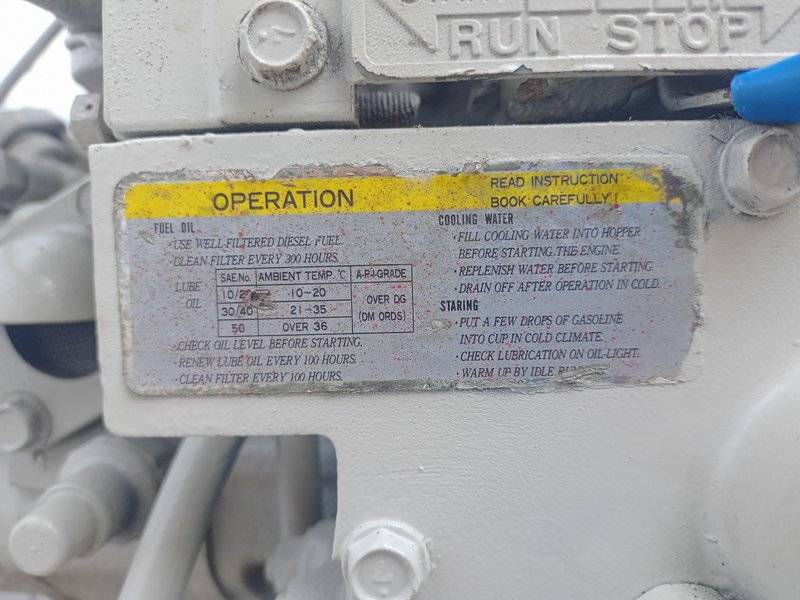 RUN STOP
OPERATION
READ INSTRUCTION
BOOK CAREFULLY!
FUEL OIL
·USE WELL-FILTERED DIESEL FUEL.
·CLEAN FILTER EVERY 300 HOURS.
LUBE
OIL
SAE No. AMBIENT TEMP. °C A·P·I·GRADE
10/2 10-20
30/40 21-35
50 OVER 36
OVER DG
(DM ORDS)
·CHECK OIL LEVEL BEFORE STARTING.
·RENEW LUBE OIL EVERY 100 HOURS.
·CLEAN FILTER EVERY 100 HOURS.
COOLING WATER
·FILL COOLING WATER INTO HOPPER
BEFORE STARTING THE ENGINE.
·REPLENISH WATER BEFORE STARTING.
·DRAIN OFF AFTER OPERATION IN COLD.
STARING
·PUT A FEW DROPS OF GASOLINE
INTO CUP IN COLD CLIMATE.
·CHECK LUBRICATION ON OIL-LIGHT.
·WARM UP BY IDLE